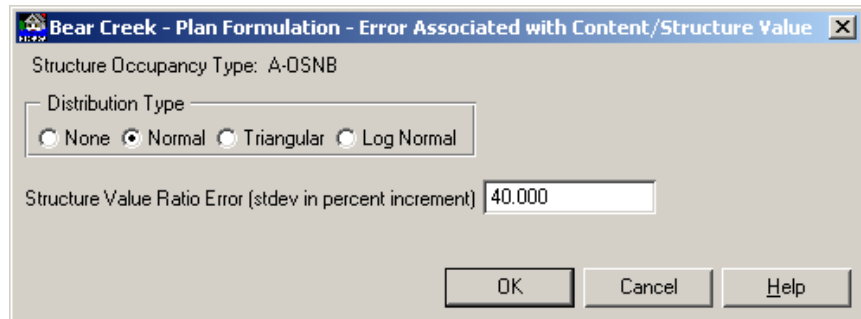 Bear Creek - Plan Formulation - Error Associated with Content/Structure Value
Structure Occupancy Type: A-OSNB
Distribution Type
None Normal Triangular Log Normal
Structure Value Ratio Error (stdev in percent increment) 40.000
OK Cancel Help